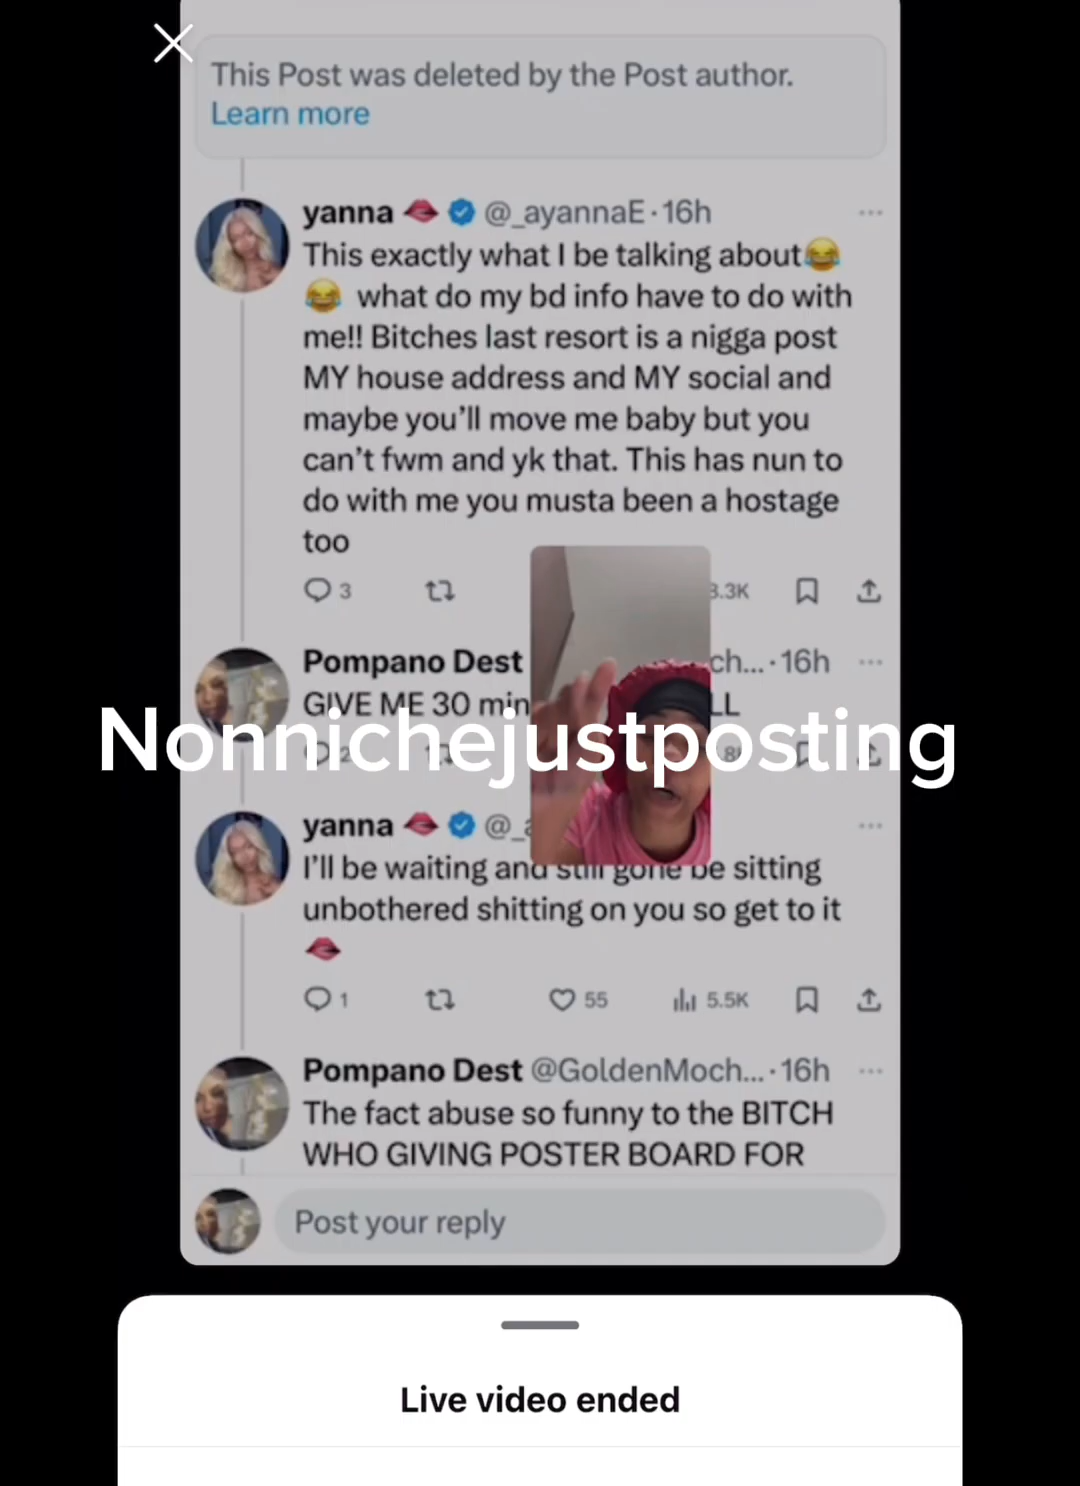 This Post was deleted by the Post author.
Learn more
yanna @_ayannaE · 16h
This exactly what I be talking about😂
😂 what do my bd info have to do with
me!! Bitches last resort is a nigga post
MY house address and MY social and
maybe you'll move me baby but you
can't fwm and yk that. This has nun to
do with me you musta been a hostage
too
3 3.3K
Pompano Dest ch... · 16h
GIVE ME 30 min LL
Nonnichejustposting
yanna @_a
I'll be waiting and still gone be sitting
unbothered shitting on you so get to it
🫦
1 55 5.5K
Pompano Dest @GoldenMoch... · 16h
The fact abuse so funny to the BITCH
WHO GIVING POSTER BOARD FOR
Post your reply
Live video ended